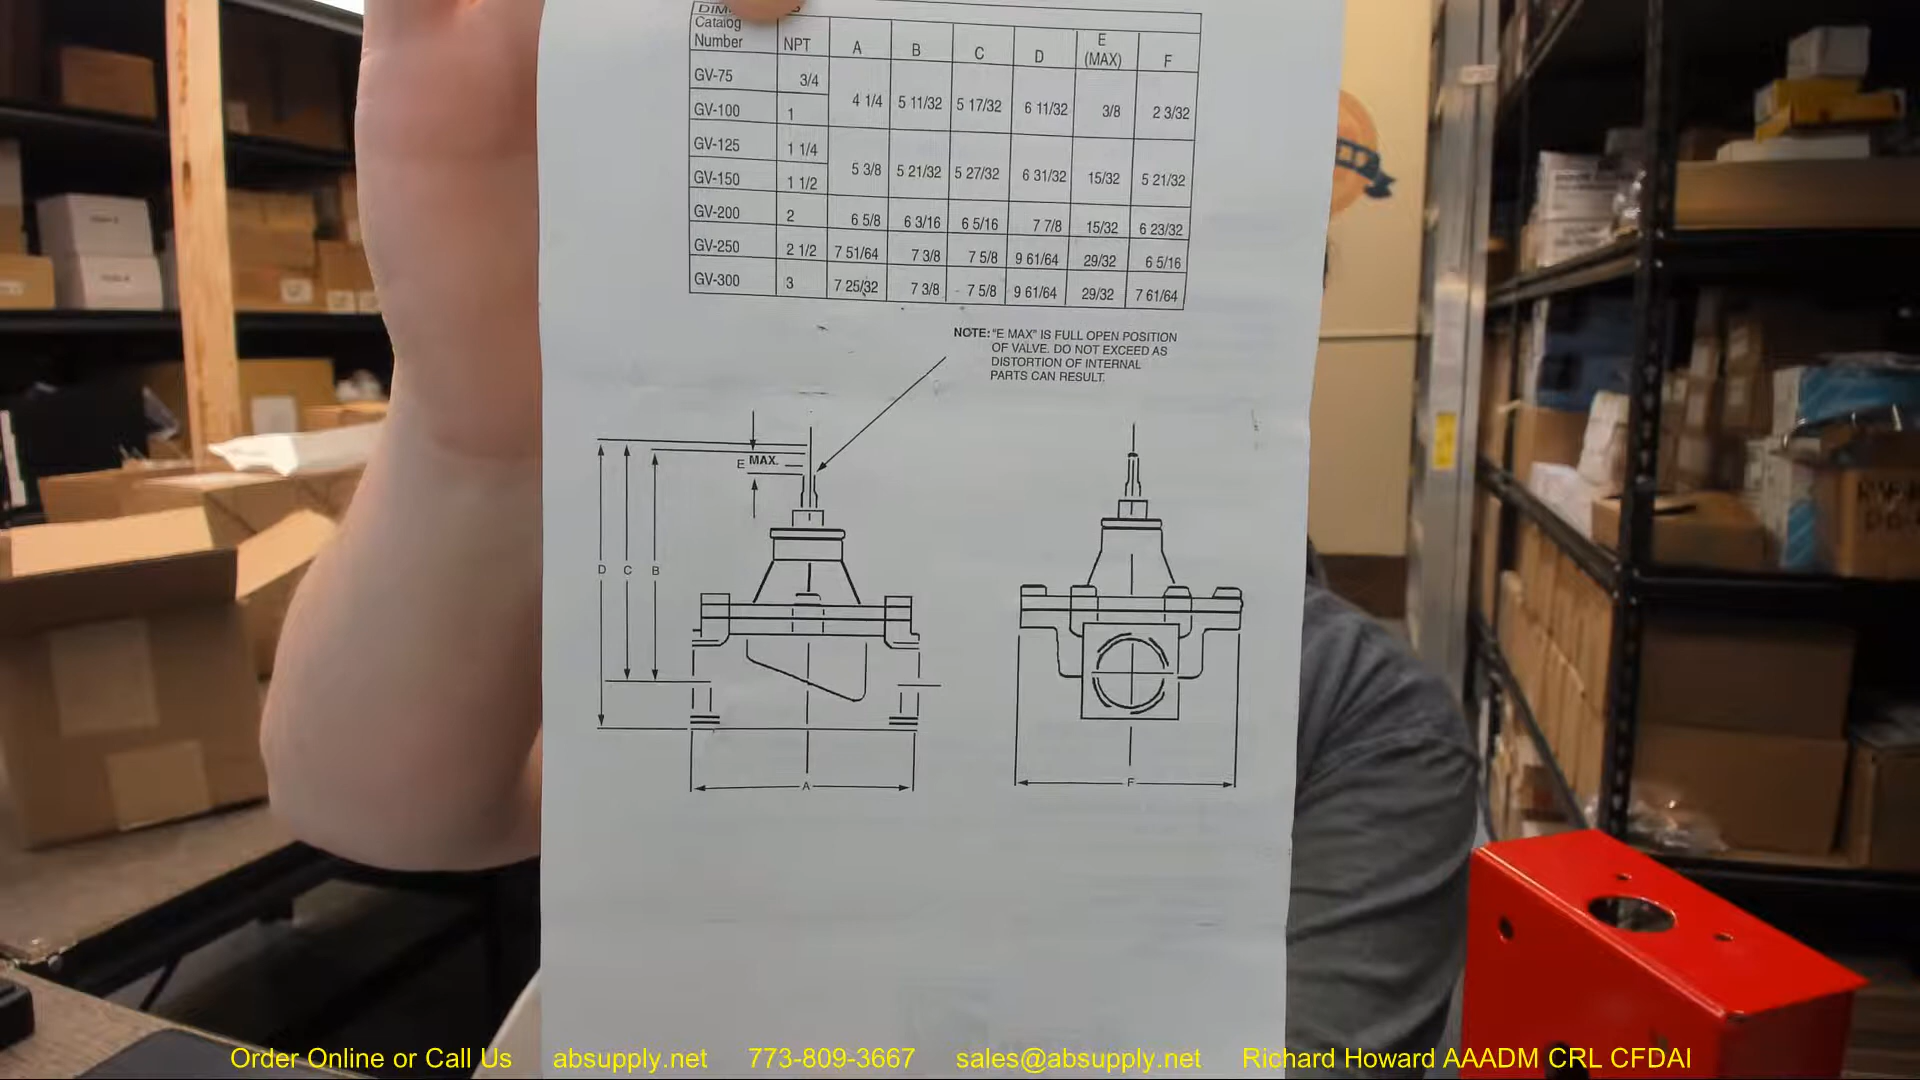 Catalog
Number NPT A B C D E (MAX) F
GV-75 3/4 4 1/4 5 11/32 5 17/32 6 11/32 3/8 2 3/32
GV-100 1
GV-125 1 1/4 5 3/8 5 21/32 5 27/32 6 31/32 15/32 5 21/32
GV-150 1 1/2
GV-200 2 6 5/8 6 3/16 6 5/16 7 7/8 15/32 6 23/32
GV-250 2 1/2 7 51/64 7 3/8 7 5/8 9 61/64 29/32 6 5/16
GV-300 3 7 25/32 7 3/8 7 5/8 9 61/64 29/32 7 61/64
NOTE: "E MAX" IS FULL OPEN POSITION
OF VALVE. DO NOT EXCEED AS
DISTORTION OF INTERNAL
PARTS CAN RESULT.
E MAX.
D C B
A
F
Order Online or Call Us absupply.net 773-809-3667 sales@absupply.net Richard Howard AAADM CRL CFDAI